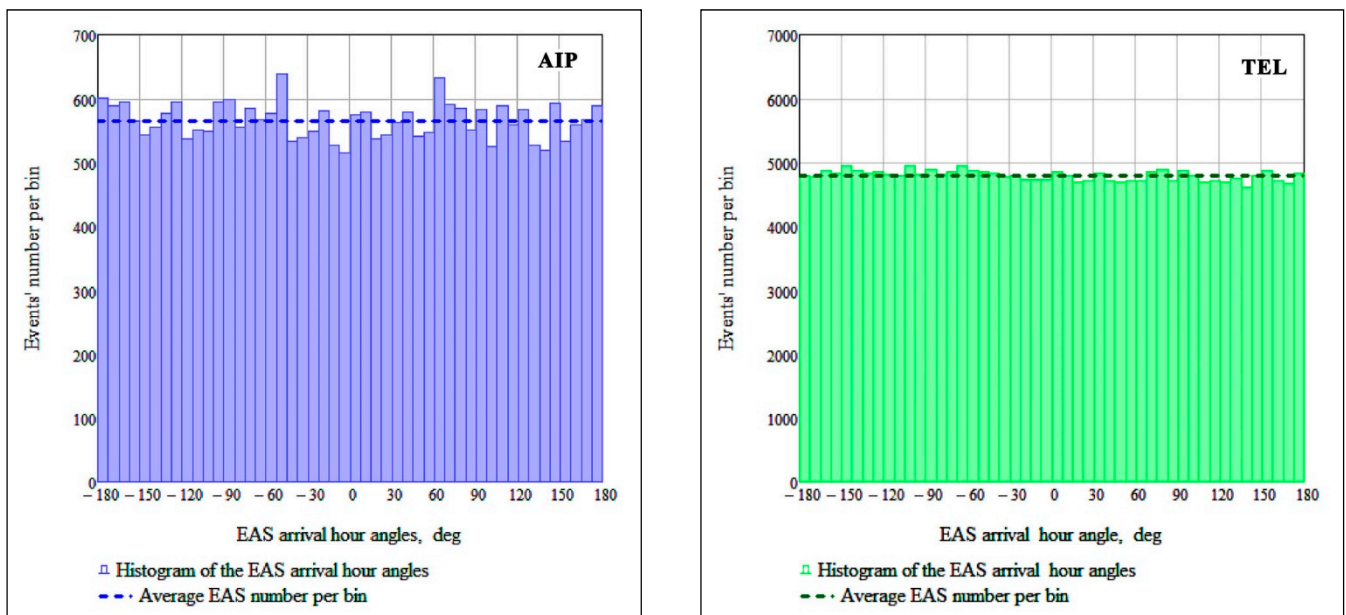 AIP
700
600
500
400
300
200
100
0
−180 −150 −120 −90 −60 −30 0 30 60 90 120 150 180
Events' number per bin
EAS arrival hour angles, deg
Histogram of the EAS arrival hour angles
Average EAS number per bin
TEL
7000
6000
5000
4000
3000
2000
1000
0
−180 −150 −120 −90 −60 −30 0 30 60 90 120 150 180
Events' number per bin
EAS arrival hour angle, deg
Histogram of the EAS arrival hour angles
Average EAS number per bin